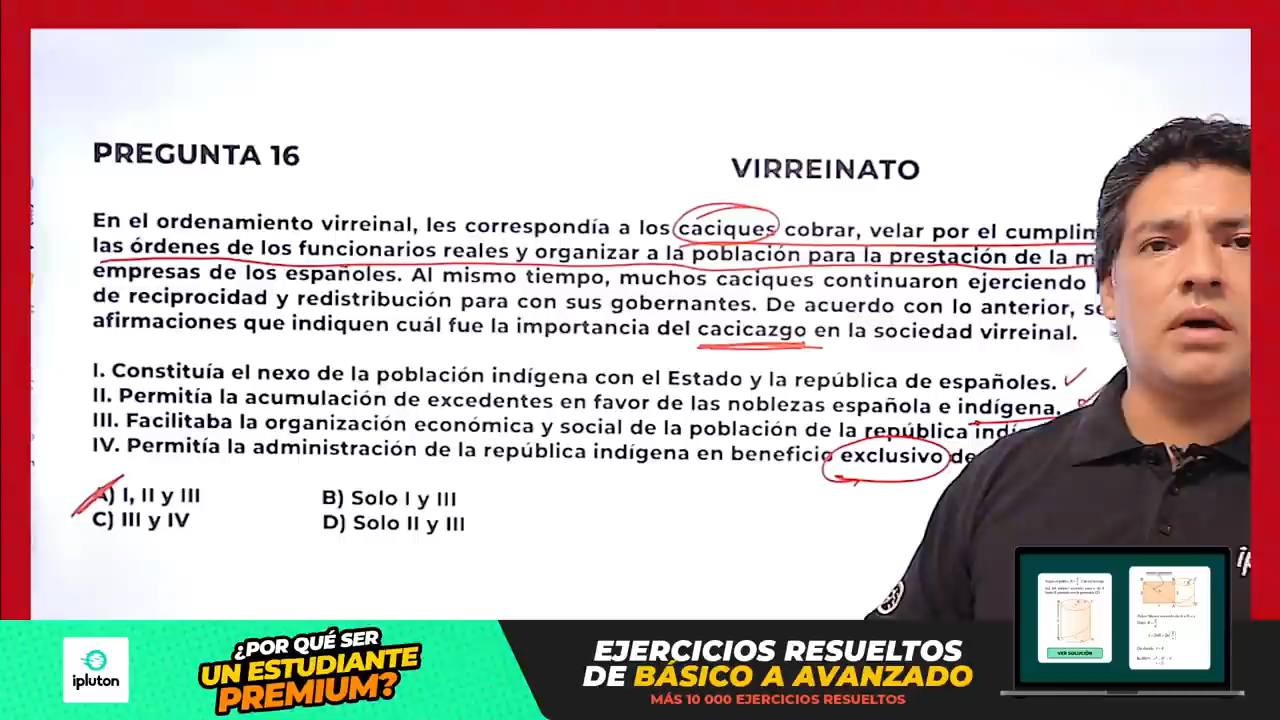 PREGUNTA 16
VIRREINATO
En el ordenamiento virreinal, les correspondía a los caciques cobrar, velar por el
las órdenes de los funcionarios reales y organizar a la población para la prestación de la
empresas de los españoles. Al mismo tiempo, muchos caciques continuaron ejerciendo
de reciprocidad y redistribución para con sus gobernantes. De acuerdo con lo anterior,
afirmaciones que indiquen cuál fue la importancia del cacicazgo en la sociedad virreinal.
I. Constituía el nexo de la población indígena con el Estado y la república de españoles.
II. Permitía la acumulación de excedentes en favor de las noblezas española e indígena.
III. Facilitaba la organización económica y social de la población de la república
IV. Permitía la administración de la república indígena en beneficio exclusivo
A) I, II y III
B) Solo I y III
C) III y IV
D) Solo II y III
ipluton
¿POR QUÉ SER
UN ESTUDIANTE
PREMIUM?
EJERCICIOS RESUELTOS
DE BÁSICO A AVANZADO
MÁS 10 000 EJERCICIOS RESUELTOS
VER SOLUCIÓN